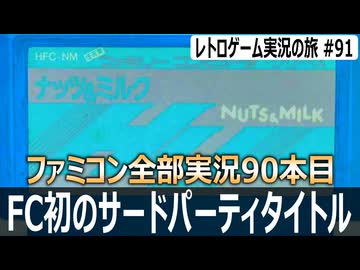 レトロゲーム実況の旅 #91
HFC-NM
ナッツ&ミルク
NUTS&MILK
ファミコン全部実況90本目
FC初のサードパーティタイトル